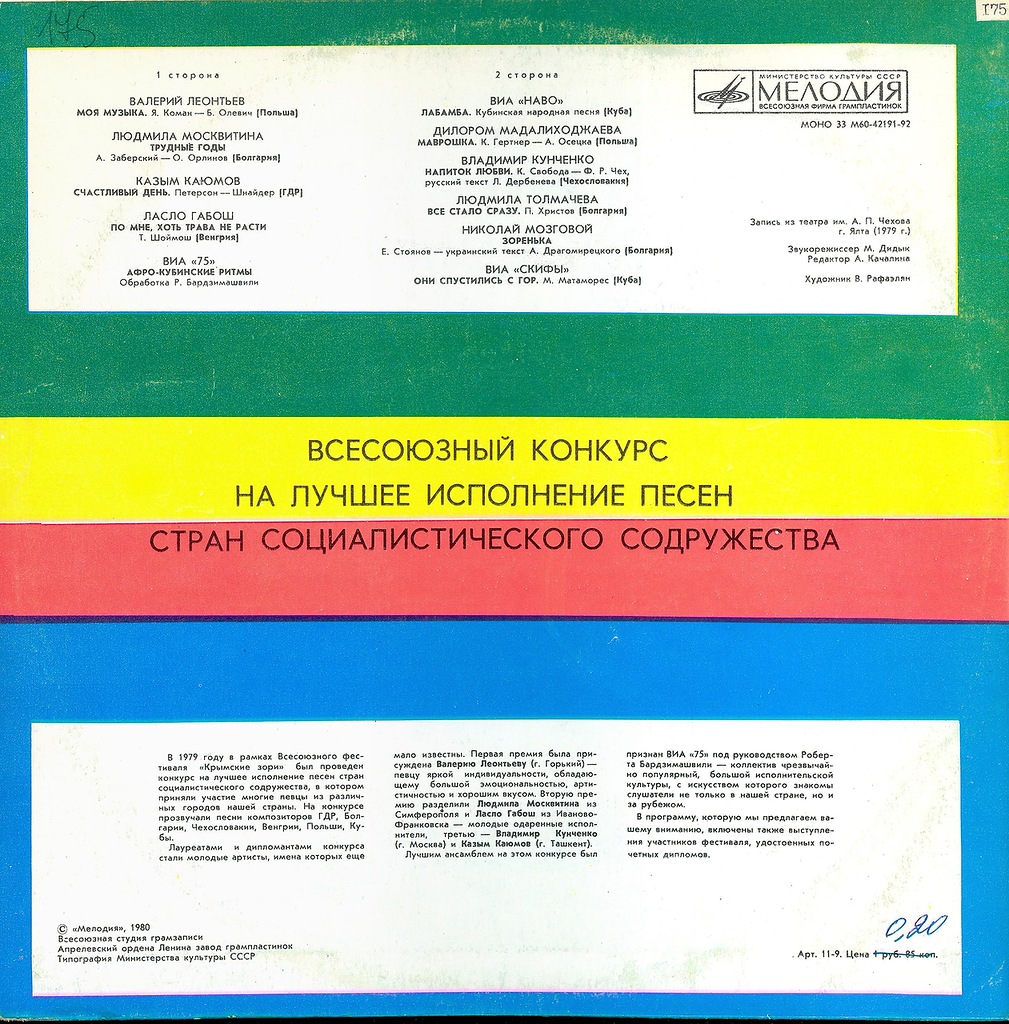 175
175
1 сторона
ВАЛЕРИЙ ЛЕОНТЬЕВ
МОЯ МУЗЫКА. Я. Коман — Б. Олевич (Польша)
ЛЮДМИЛА МОСКВИТИНА
ТРУДНЫЕ ГОДЫ
А. Заберский — О. Орлинов (Болгария)
КАЗЫМ КАЮМОВ
СЧАСТЛИВЫЙ ДЕНЬ. Петерсон — Шнайдер (ГДР)
ЛАСЛО ГАБОШ
ПО МНЕ, ХОТЬ ТРАВА НЕ РАСТИ
Т. Шоймош (Венгрия)
ВИА «75»
АФРО-КУБИНСКИЕ РИТМЫ
Обработка Р. Бардзимашвили
2 сторона
ВИА «НАВО»
ЛАБАМБА. Кубинская народная песня (Куба)
ДИЛОРОМ МАДАЛИХОДЖАЕВА
МАВРОШКА. К. Гертнер — А. Осецка (Польша)
ВЛАДИМИР КУНЧЕНКО
НАПИТОК ЛЮБВИ. К. Свобода — Ф. Р. Чех,
русский текст Л. Дербенева (Чехословакия)
ЛЮДМИЛА ТОЛМАЧЕВА
ВСЕ СТАЛО СРАЗУ. П. Христов (Болгария)
НИКОЛАЙ МОЗГОВОЙ
ЗОРЕНЬКА
Е. Стоянов — украинский текст А. Драгомирецкого (Болгария)
ВИА «СКИФЫ»
ОНИ СПУСТИЛИСЬ С ГОР. М. Матаморес (Куба)
МИНИСТЕРСТВО КУЛЬТУРЫ СССР
МЕЛОДИЯ
ВСЕСОЮЗНАЯ ФИРМА ГРАМПЛАСТИНОК
МОНО 33 М60-42191-92
Запись из театра им. А. П. Чехова
г. Ялта (1979 г.)
Звукорежиссер М. Дидык
Редактор А. Качалина
Художник В. Рафаэлян
ВСЕСОЮЗНЫЙ КОНКУРС
НА ЛУЧШЕЕ ИСПОЛНЕНИЕ ПЕСЕН
СТРАН СОЦИАЛИСТИЧЕСКОГО СОДРУЖЕСТВА
В 1979 году в рамках Всесоюзного фес-
тиваля «Крымские зори» был проведен
конкурс на лучшее исполнение песен стран
социалистического содружества, в котором
приняли участие многие певцы из различ-
ных городов нашей страны. На конкурсе
прозвучали песни композиторов ГДР, Бол-
гарии, Чехословакии, Венгрии, Польши, Ку-
бы.
Лауреатами и дипломантами конкурса
стали молодые артисты, имена которых еще
мало известны. Первая премия была при-
суждена Валерию Леонтьеву (г. Горький) —
певцу яркой индивидуальности, обладаю-
щему большой эмоциональностью, арти-
стичностью и хорошим вкусом. Вторую пре-
мию разделили Людмила Москвитина из
Симферополя и Ласло Габош из Ивано-
Франковска — молодые одаренные испол-
нители, третью — Владимир Кунченко
(г. Москва) и Казым Каюмов (г. Ташкент).
Лучшим ансамблем на этом конкурсе был
признан ВИА «75» под руководством Робер-
та Бардзимашвили — коллектив чрезвычай-
но популярный, большой исполнительской
культуры, с искусством которого знакомы
слушатели не только в нашей стране, но и
за рубежом.
В программу, которую мы предлагаем ва-
шему вниманию, включены также выступле-
ния участников фестиваля, удостоенных по-
четных дипломов.
© «Мелодия», 1980
Всесоюзная студия грамзаписи
Апрелевский ордена Ленина завод грампластинок
Типография Министерства культуры СССР
0,20
Арт. 11-9. Цена 1 руб. 85 коп.